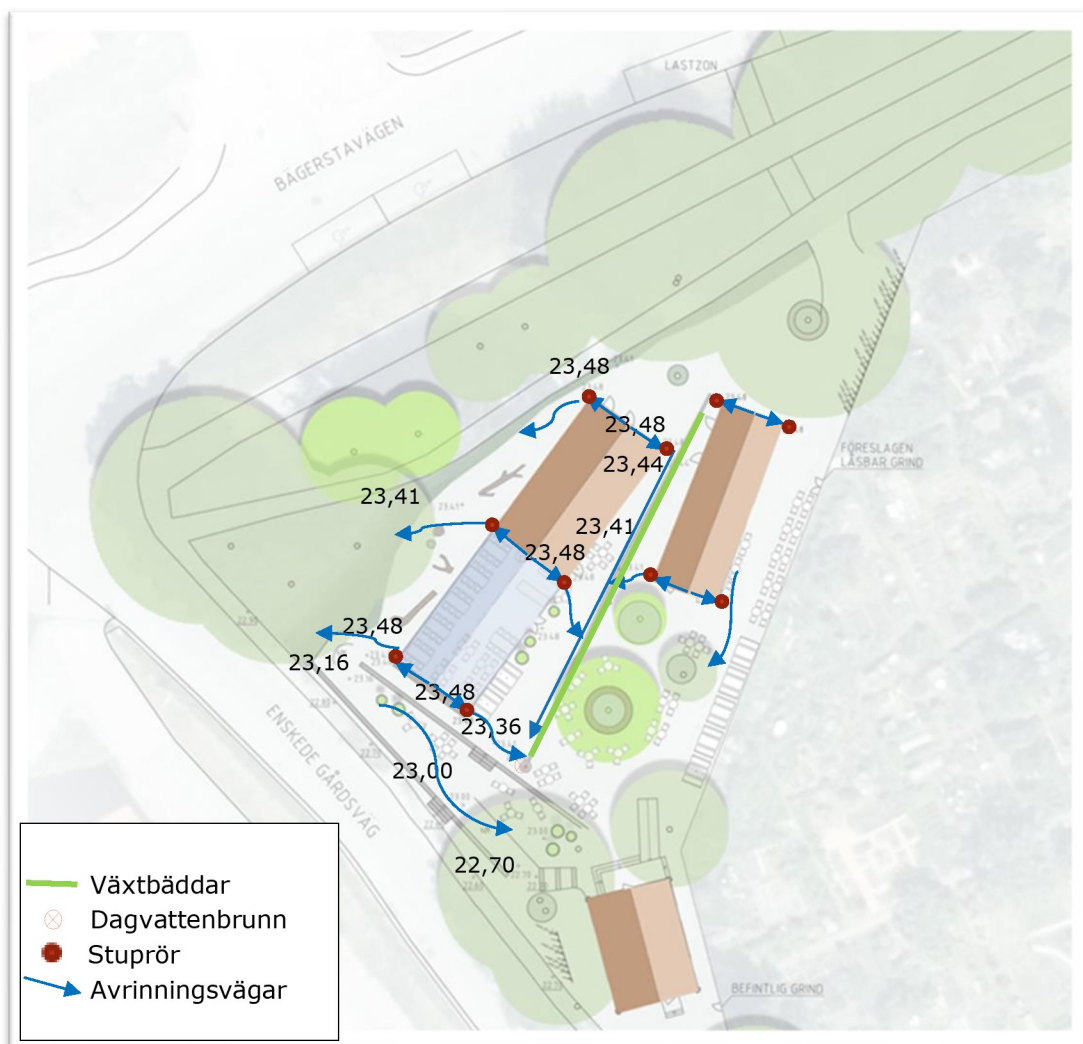 LASTZON
BÄGERSTAVÄGEN
23,48
23,48
23,44
FÖRESLAGEN
LÅSBAR GRIND
23,41
23,41
23,48
23,48
23,16
23,48
23,36
ENSKEDE GÅRDSVÄG
23,00
22,70
BEFINTLIG GRIND
Växtbäddar
Dagvattenbrunn
Stuprör
Avrinningsvägar